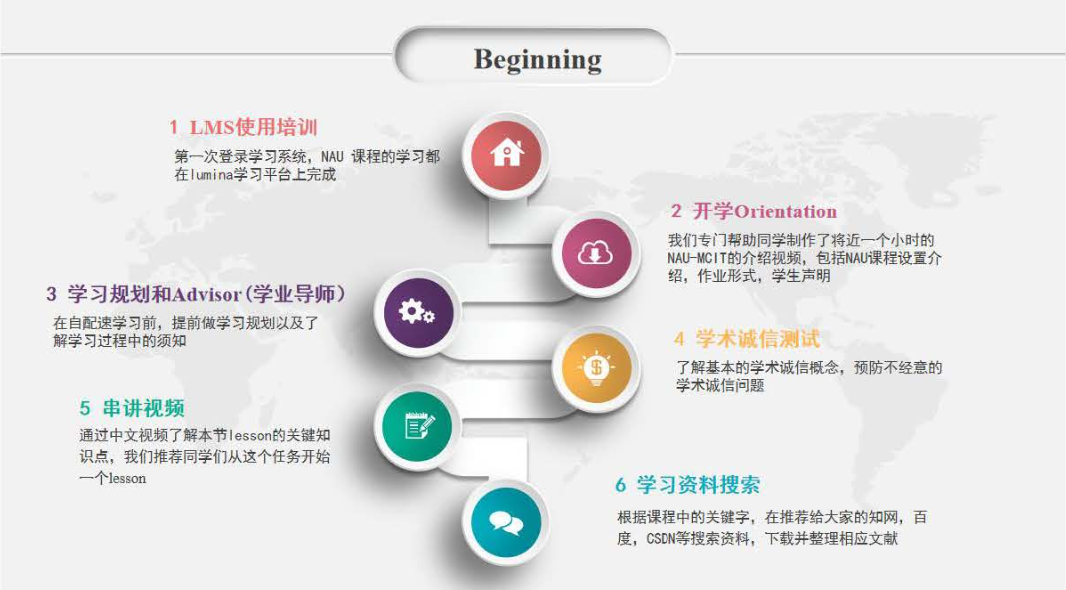 Beginning
1 LMS使用培训
第一次登录学习系统，NAU 课程的学习都
在lumina学习平台上完成
2 开学Orientation
我们专门帮助同学制作了将近一个小时的
NAU-MCIT的介绍视频，包括NAU课程设置介
绍，作业形式，学生声明
3 学习规划和Advisor(学业导师）
在自配速学习前，提前做学习规划以及了
解学习过程中的须知
4 学术诚信测试
了解基本的学术诚信概念，预防不经意的
学术诚信问题
5 串讲视频
通过中文视频了解本节lesson的关键知
识点，我们推荐同学们从这个任务开始
一个lesson
6 学习资料搜索
根据课程中的关键字，在推荐给大家的知网，百
度，CSDN等搜索资料，下载并整理相应文献